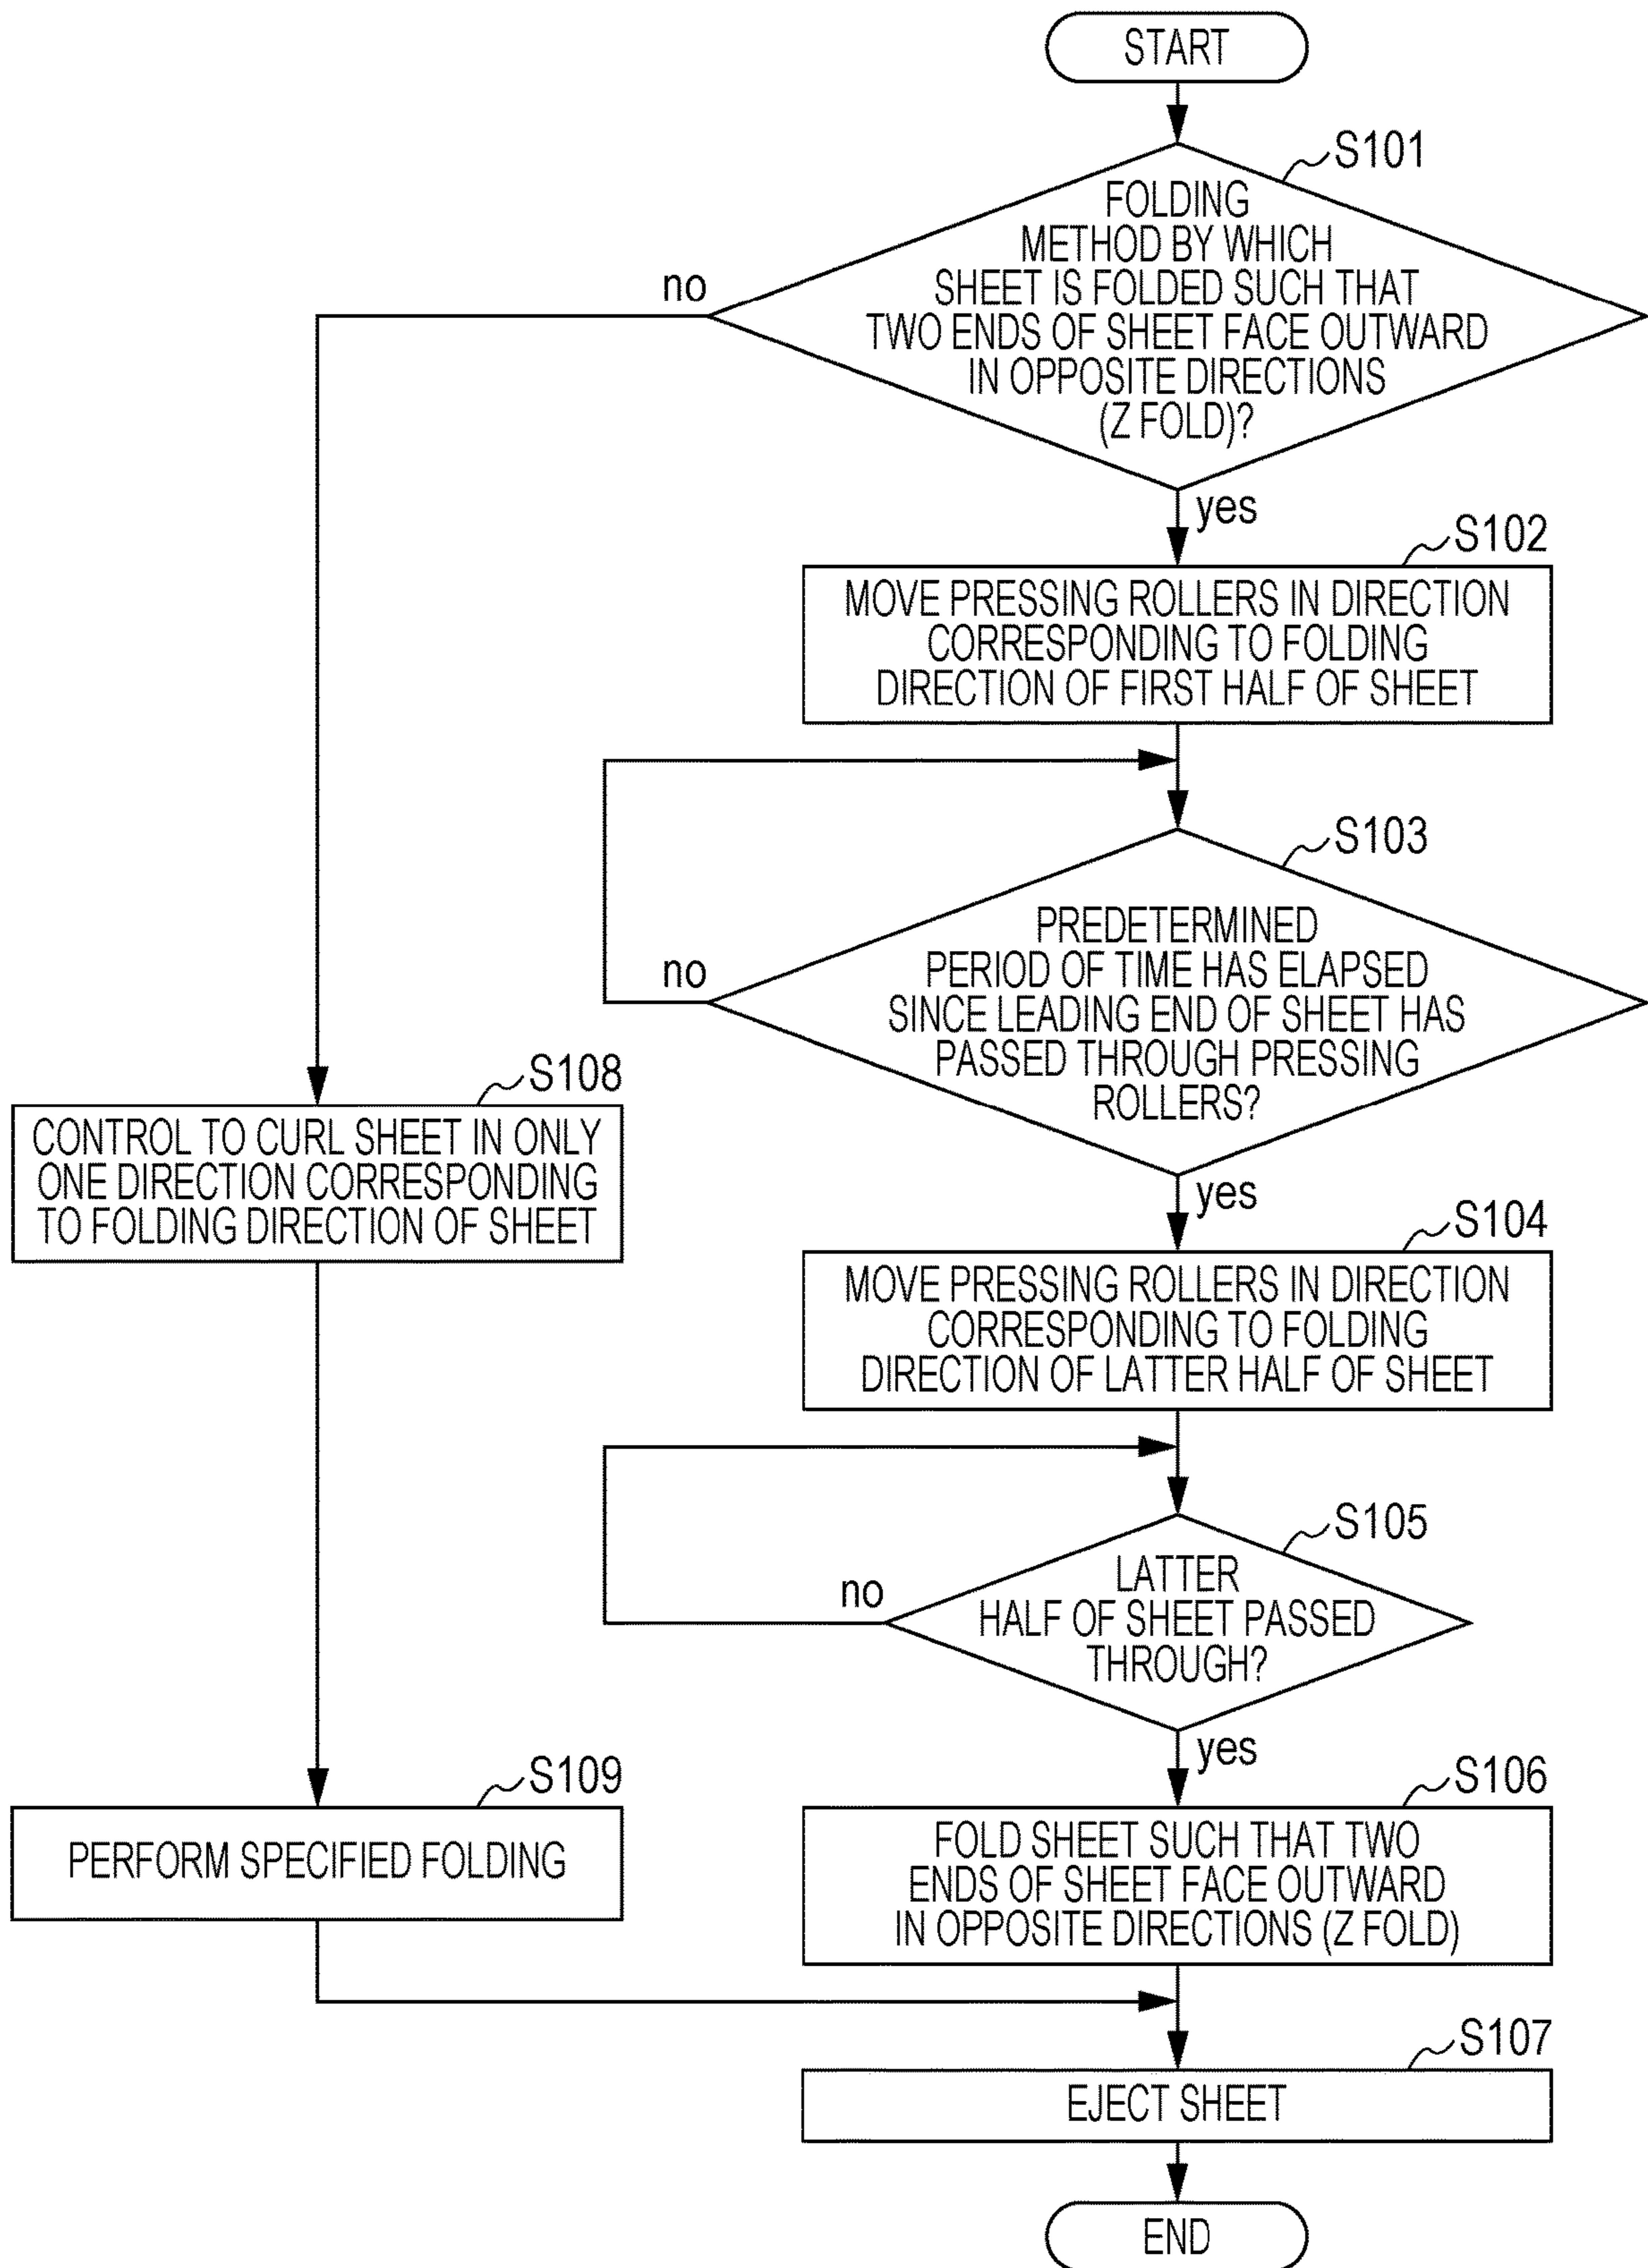 START
S101
FOLDING
METHOD BY WHICH
SHEET IS FOLDED SUCH THAT
TWO ENDS OF SHEET FACE OUTWARD
IN OPPOSITE DIRECTIONS
(Z FOLD)?
no
yes
S102
MOVE PRESSING ROLLERS IN DIRECTION
CORRESPONDING TO FOLDING
DIRECTION OF FIRST HALF OF SHEET
S103
PREDETERMINED
PERIOD OF TIME HAS ELAPSED
SINCE LEADING END OF SHEET HAS
PASSED THROUGH PRESSING
ROLLERS?
no
yes
S108
CONTROL TO CURL SHEET IN ONLY
ONE DIRECTION CORRESPONDING
TO FOLDING DIRECTION OF SHEET
S104
MOVE PRESSING ROLLERS IN DIRECTION
CORRESPONDING TO FOLDING
DIRECTION OF LATTER HALF OF SHEET
S105
LATTER
HALF OF SHEET PASSED
THROUGH?
no
yes
S109
PERFORM SPECIFIED FOLDING
S106
FOLD SHEET SUCH THAT TWO
ENDS OF SHEET FACE OUTWARD
IN OPPOSITE DIRECTIONS (Z FOLD)
S107
EJECT SHEET
END